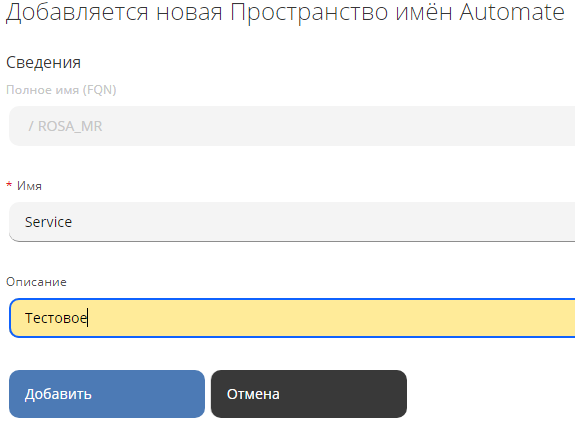 Добавляется новая Пространство имён Automate
Сведения
Полное имя (FQN)
/ ROSA_MR
* Имя
Service
Описание
Тестовое
Добавить Отмена